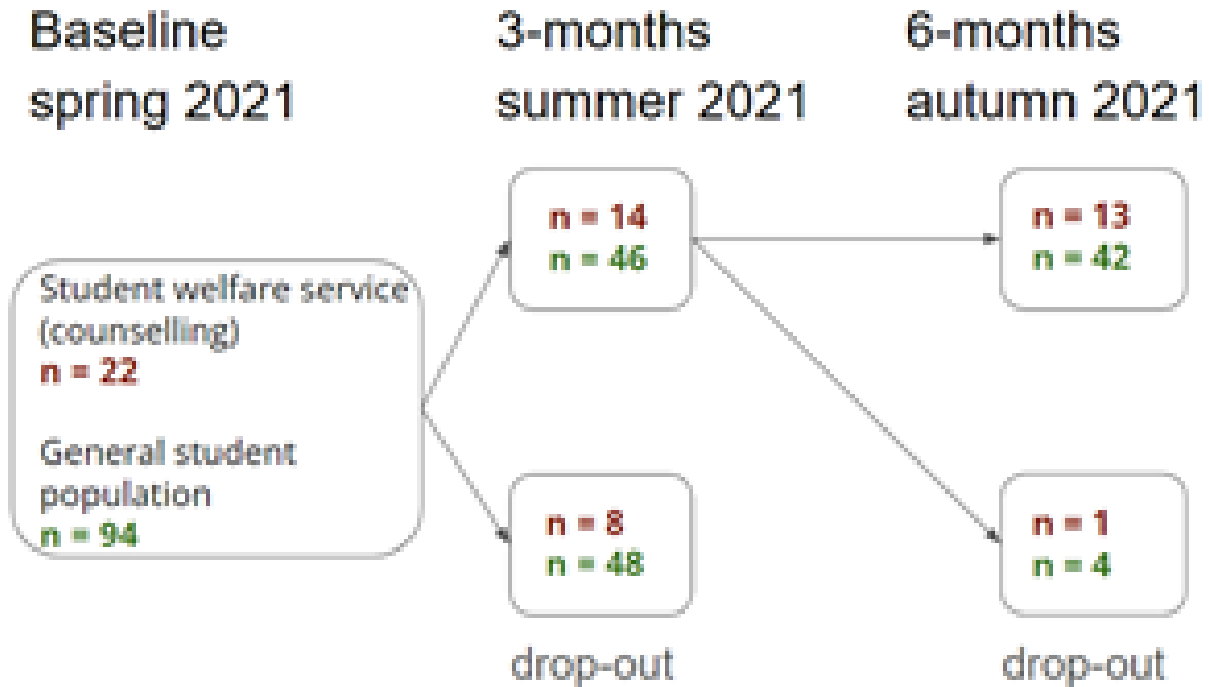 Baseline
spring 2021
3-months
summer 2021
6-months
autumn 2021
Student welfare service
(counselling)
n = 22
General student
population
n = 94
n = 14
n = 46
n = 8
n = 48
drop-out
n = 13
n = 42
n = 1
n = 4
drop-out